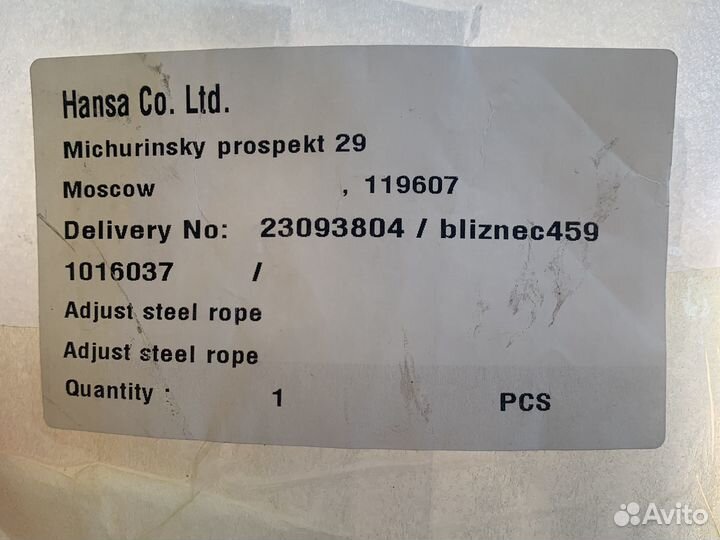 Hansa Co. Ltd.
Michurinsky prospekt 29
Moscow , 119607
Delivery No: 23093804 / bliznec459
1016037 /
Adjust steel rope
Adjust steel rope
Quantity : 1 PCS
Avito